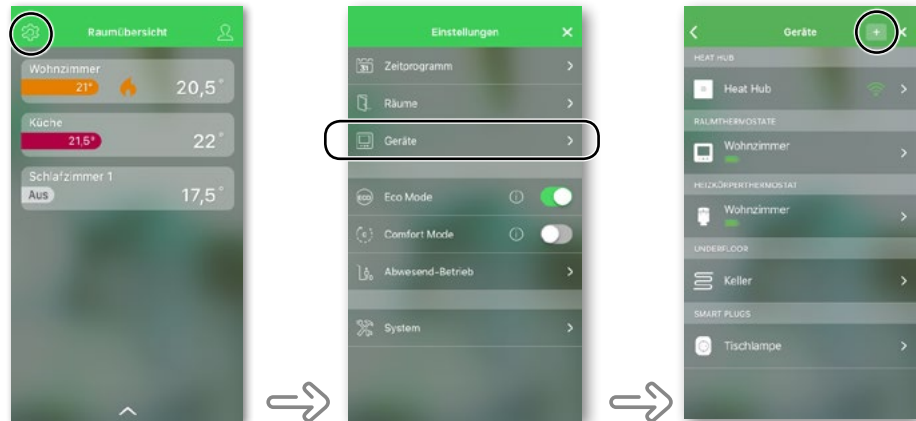 Raumübersicht
Wohnzimmer
21°
20,5°
Küche
21,5°
22°
Schlafzimmer 1
Aus
17,5°
Einstellungen
31
Zeitprogramm
Räume
Geräte
ECO
Eco Mode
Comfort Mode
Abwesend-Betrieb
System
Geräte
HEAT HUB
Heat Hub
RAUMTHERMOSTATE
Wohnzimmer
HEIZKÖRPERTHERMOSTAT
Wohnzimmer
UNDERFLOOR
Keller
SMART PLUGS
Tischlampe